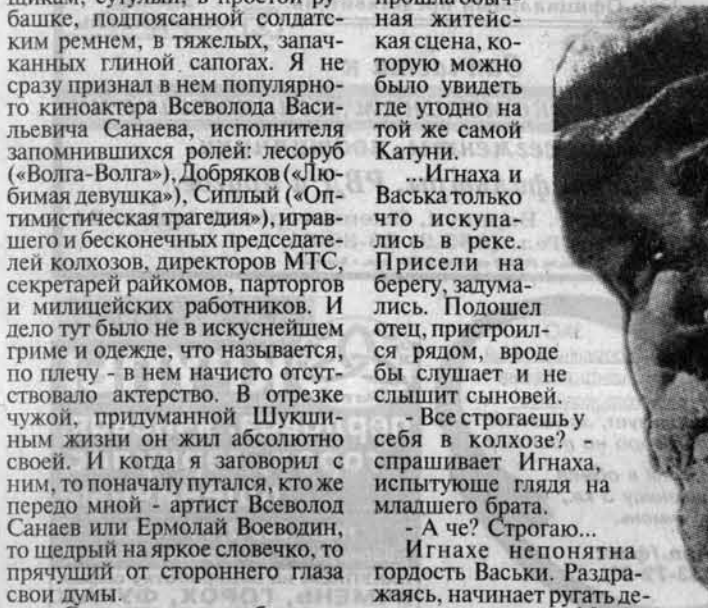 щикам, сутулый, в простой ру-
башке, подпоясанной солдатс-
ким ремнем, в тяжелых, запач-
канных глиной сапогах. Я не
сразу признал в нем популярно-
го киноактера Всеволода Васи-
льевича Санаева, исполнителя
запомнившихся ролей: лесоруб
(«Волга-Волга»), Добряков («Лю-
бимая девушка»), Сиплый («Оп-
тимистическая трагедия»), играв-
шего и бесконечных председате-
лей колхозов, директоров МТС,
секретарей райкомов, парторгов
и милицейских работников. И
дело тут было не в искуснейшем
гриме и одежде, что называется,
по плечу - в нем начисто отсут-
ствовало актерство. В отрезке
чужой, придуманной Шукши-
ным жизни он жил абсолютно
своей. И когда я заговорил с
ним, то поначалу путался, кто же
передо мной - артист Всеволод
Санаев или Ермолай Воеводин,
то щедрый на яркое словечко, то
прячущий от стороннего глаза
свои думы.
прошла обыч-
ная житейс-
кая сцена, ко-
торую можно
было увидеть
где угодно на
той же самой
Катуни.
...Игнаха и
Васька только
что искупа-
лись в реке.
Присели на
берегу, задума-
лись. Подошел
отец, пристроил-
ся рядом, вроде
бы слушает и не
слышит сыновей.
- Все строгаешь у
себя в колхозе? -
спрашивает Игнаха,
испытующе глядя на
младшего брата.
- А че? Строгаю...
Игнахе непонятна
гордость Васьки. Раздра-
жаясь, начинает ругать де-